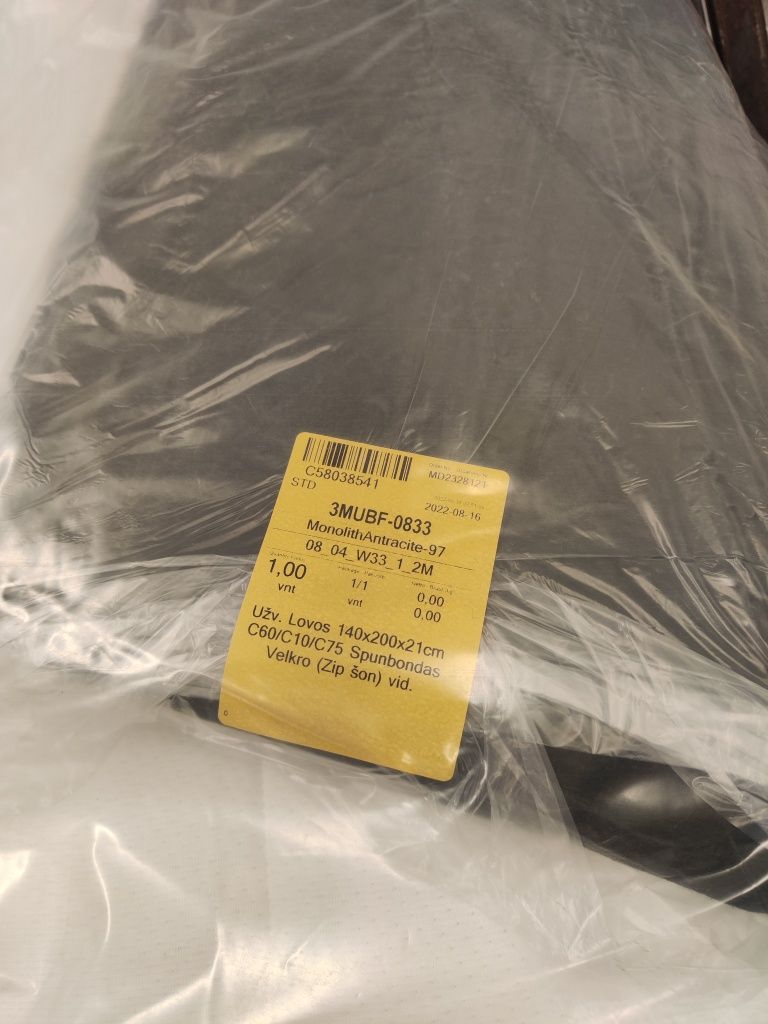 C58038541
MD2328121
STD
2022-08-16
3MUBF-0833
MonolithAntracite-97
08_04_W33_1_2M
1,00
1/1
0,00
vnt
vnt
0,00
Užv. Lovos 140x200x21cm
C60/C10/C75 Spunbondas
Velkro (Zip šon) vid.
0